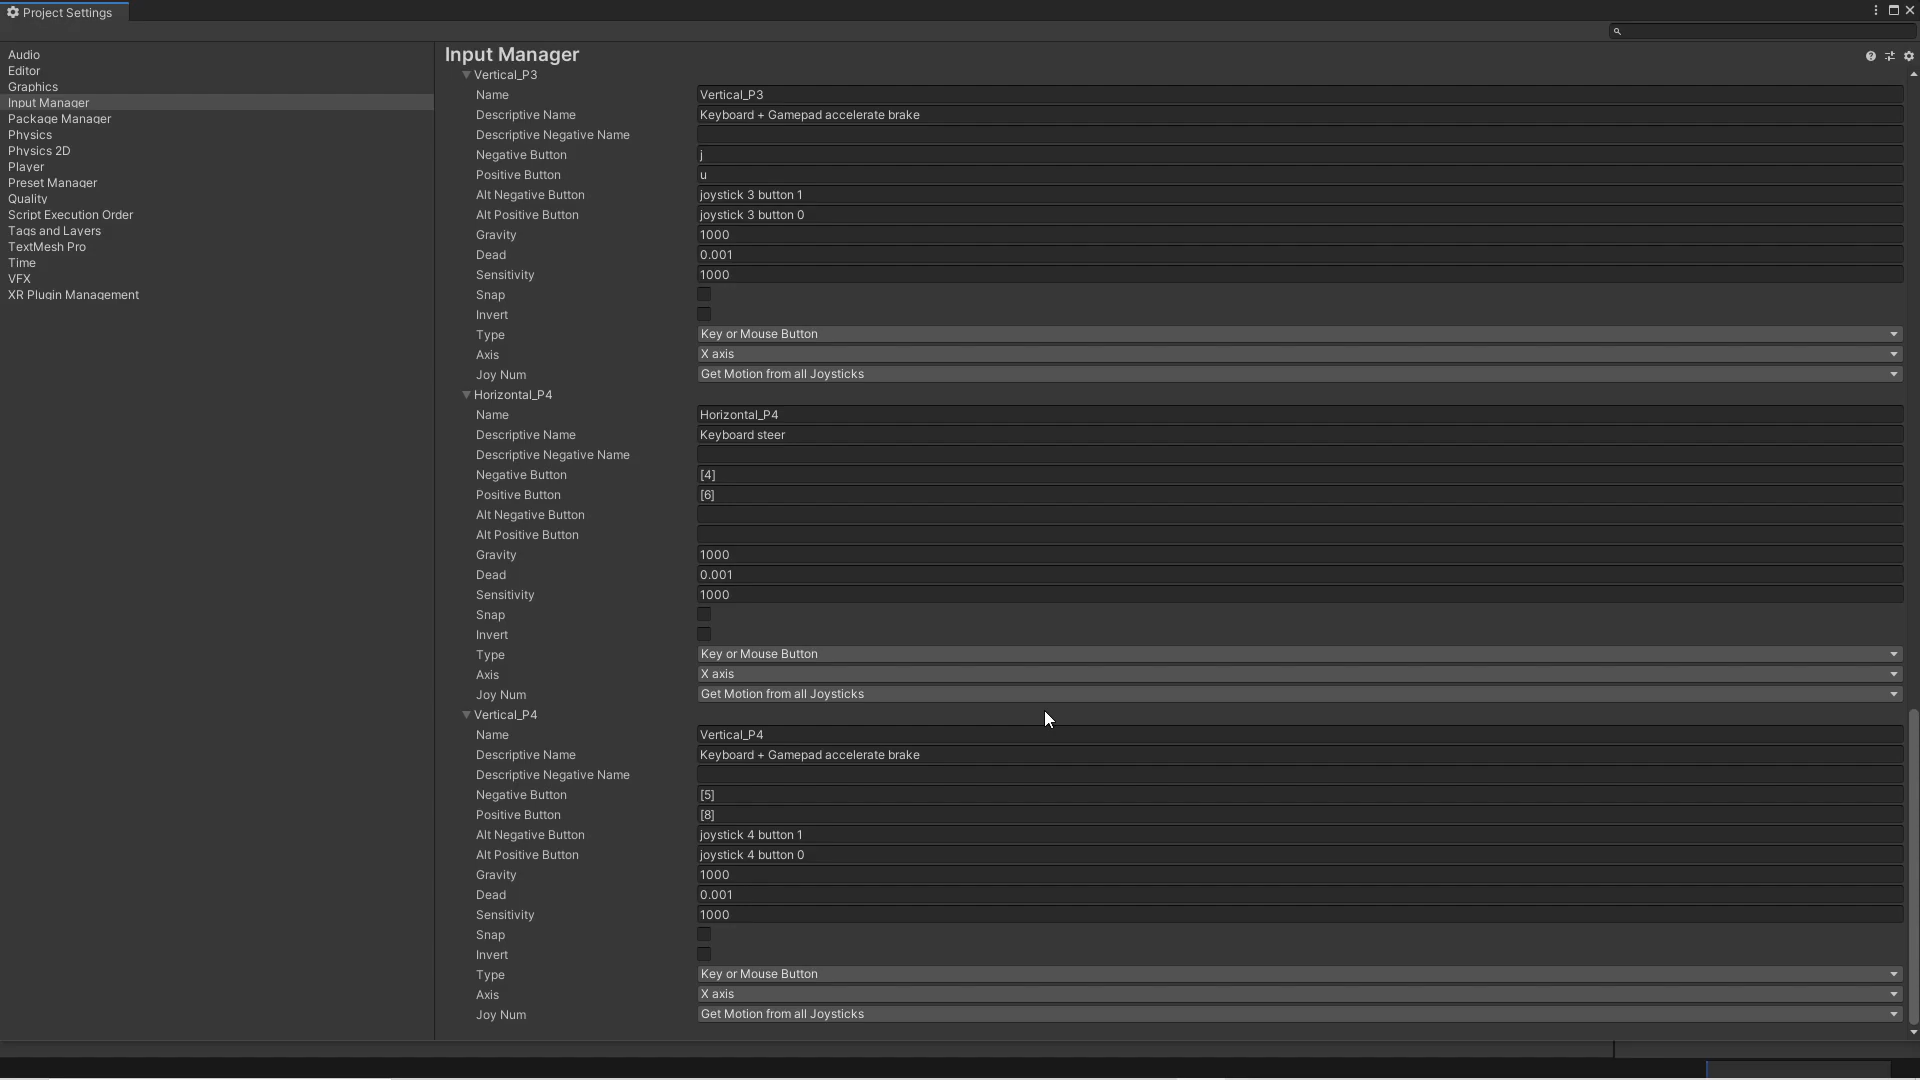 Project Settings
Audio
Editor
Graphics
Input Manager
Package Manager
Physics
Physics 2D
Player
Preset Manager
Quality
Script Execution Order
Tags and Layers
TextMesh Pro
Time
VFX
XR Plugin Management
Input Manager
Vertical_P3
Name Vertical_P3
Descriptive Name Keyboard + Gamepad accelerate brake
Descriptive Negative Name
Negative Button j
Positive Button u
Alt Negative Button joystick 3 button 1
Alt Positive Button joystick 3 button 0
Gravity 1000
Dead 0.001
Sensitivity 1000
Snap
Invert
Type Key or Mouse Button
Axis X axis
Joy Num Get Motion from all Joysticks
Horizontal_P4
Name Horizontal_P4
Descriptive Name Keyboard steer
Descriptive Negative Name
Negative Button [4]
Positive Button [6]
Alt Negative Button
Alt Positive Button
Gravity 1000
Dead 0.001
Sensitivity 1000
Snap
Invert
Type Key or Mouse Button
Axis X axis
Joy Num Get Motion from all Joysticks
Vertical_P4
Name Vertical_P4
Descriptive Name Keyboard + Gamepad accelerate brake
Descriptive Negative Name
Negative Button [5]
Positive Button [8]
Alt Negative Button joystick 4 button 1
Alt Positive Button joystick 4 button 0
Gravity 1000
Dead 0.001
Sensitivity 1000
Snap
Invert
Type Key or Mouse Button
Axis X axis
Joy Num Get Motion from all Joysticks